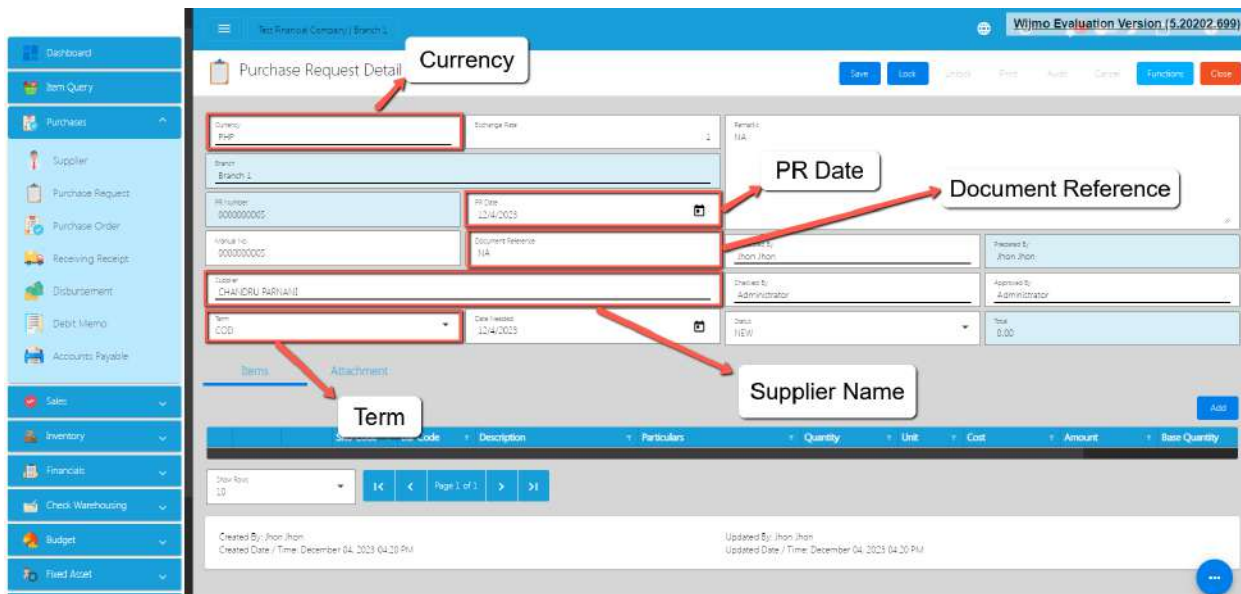 Test Financial Company / Branch 1
Wijmo Evaluation Version (5.20202.699)
Dashboard
Item Query
Purchases
Supplier
Purchase Request
Purchase Order
Receiving Receipt
Disbursement
Debit Memo
Accounts Payable
Sales
Inventory
Financials
Check Warehousing
Budget
Fixed Asset
Purchase Request Detail
Currency
Save
Lock
Unlock
Print
Audit
Cancel
Functions
Close
Currency
PHP
Exchange Rate
1
Remarks
NA
Branch
Branch 1
PR Date
Document Reference
PR Number
0000000005
PR Date
12/4/2023
Manual No.
0000000005
Document Reference
NA
By
Jhon Jhon
Prepared By
Jhon Jhon
Supplier
CHANDRU PARNANI
Checked By
Administrator
Approved By
Administrator
Term
COD
Date Needed
12/4/2023
Status
NEW
Total
0.00
Items
Attachment
Term
Supplier Name
Add
Code
Description
Particulars
Quantity
Unit
Cost
Amount
Base Quantity
Show Rows
10
Page 1 of 1
Created By: Jhon Jhon
Created Date / Time: December 04, 2023 04:20 PM
Updated By: Jhon Jhon
Updated Date / Time: December 04, 2023 04:20 PM